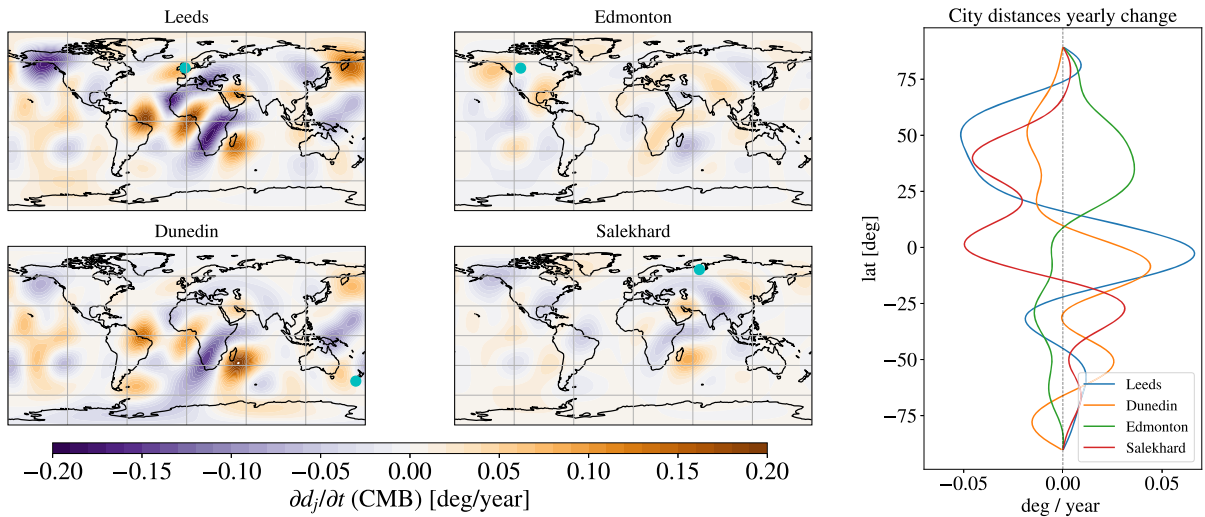 Leeds
Edmonton
Dunedin
Salekhard
−0.20 −0.15 −0.10 −0.05 0.00 0.05 0.10 0.15 0.20
∂d_j/∂t (CMB) [deg/year]
City distances yearly change
lat [deg]
75
50
25
0
−25
−50
−75
Leeds
Dunedin
Edmonton
Salekhard
−0.05 0.00 0.05
deg / year